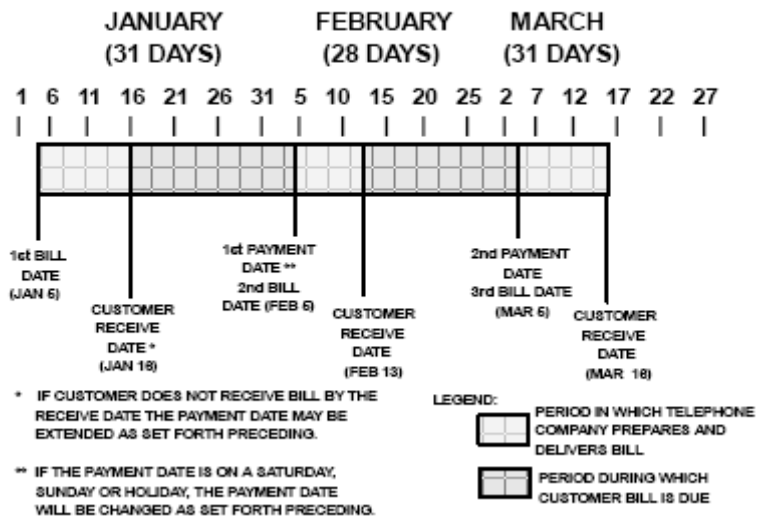 JANUARY
(31 DAYS)
FEBRUARY
(28 DAYS)
MARCH
(31 DAYS)
1 6 11 16 21 26 31 5 10 15 20 25 2 7 12 17 22 27
1st BILL
DATE
(JAN 5)
CUSTOMER
RECEIVE
DATE *
(JAN 16)
1st PAYMENT
DATE **
2nd BILL
DATE (FEB 5)
CUSTOMER
RECEIVE
DATE
(FEB 13)
2nd PAYMENT
DATE
3rd BILL DATE
(MAR 5)
CUSTOMER
RECEIVE
DATE
(MAR 16)
* IF CUSTOMER DOES NOT RECEIVE BILL BY THE
RECEIVE DATE THE PAYMENT DATE MAY BE
EXTENDED AS SET FORTH PRECEDING.
** IF THE PAYMENT DATE IS ON A SATURDAY,
SUNDAY OR HOLIDAY, THE PAYMENT DATE
WILL BE CHANGED AS SET FORTH PRECEDING.
LEGEND:
PERIOD IN WHICH TELEPHONE
COMPANY PREPARES AND
DELIVERS BILL
PERIOD DURING WHICH
CUSTOMER BILL IS DUE